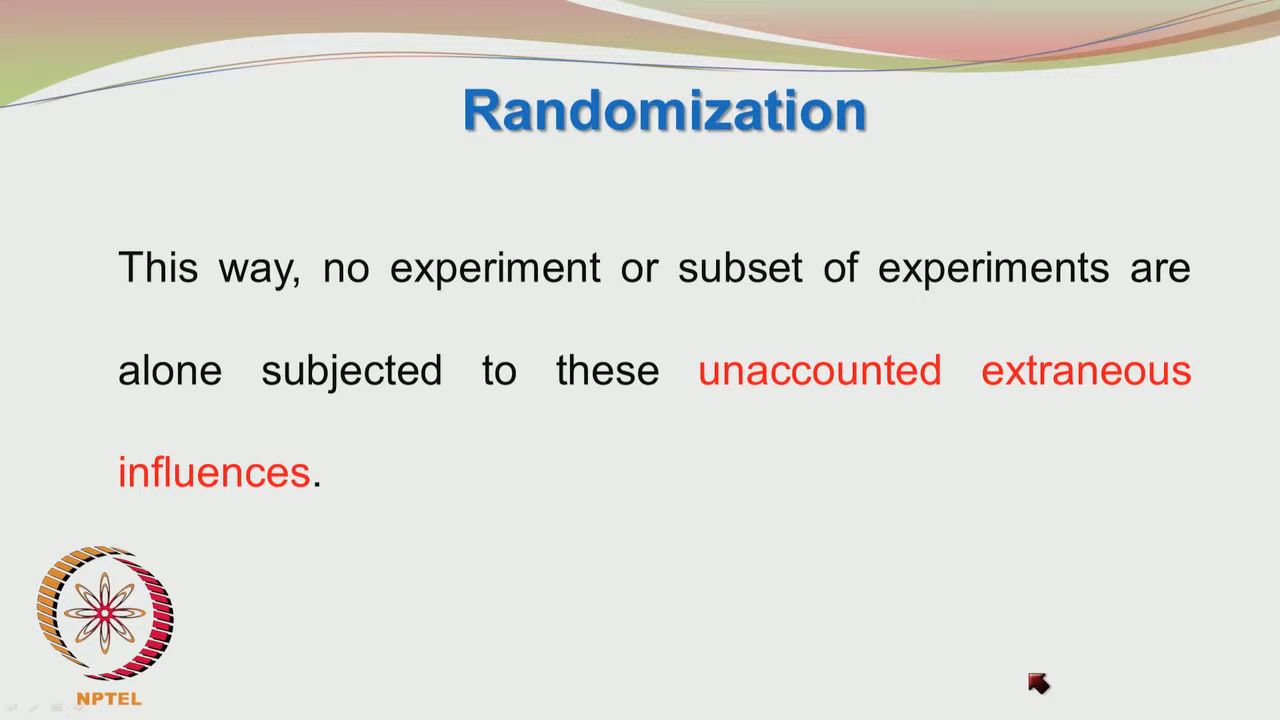 Randomization
This way, no experiment or subset of experiments are
alone subjected to these unaccounted extraneous
influences.
NPTEL